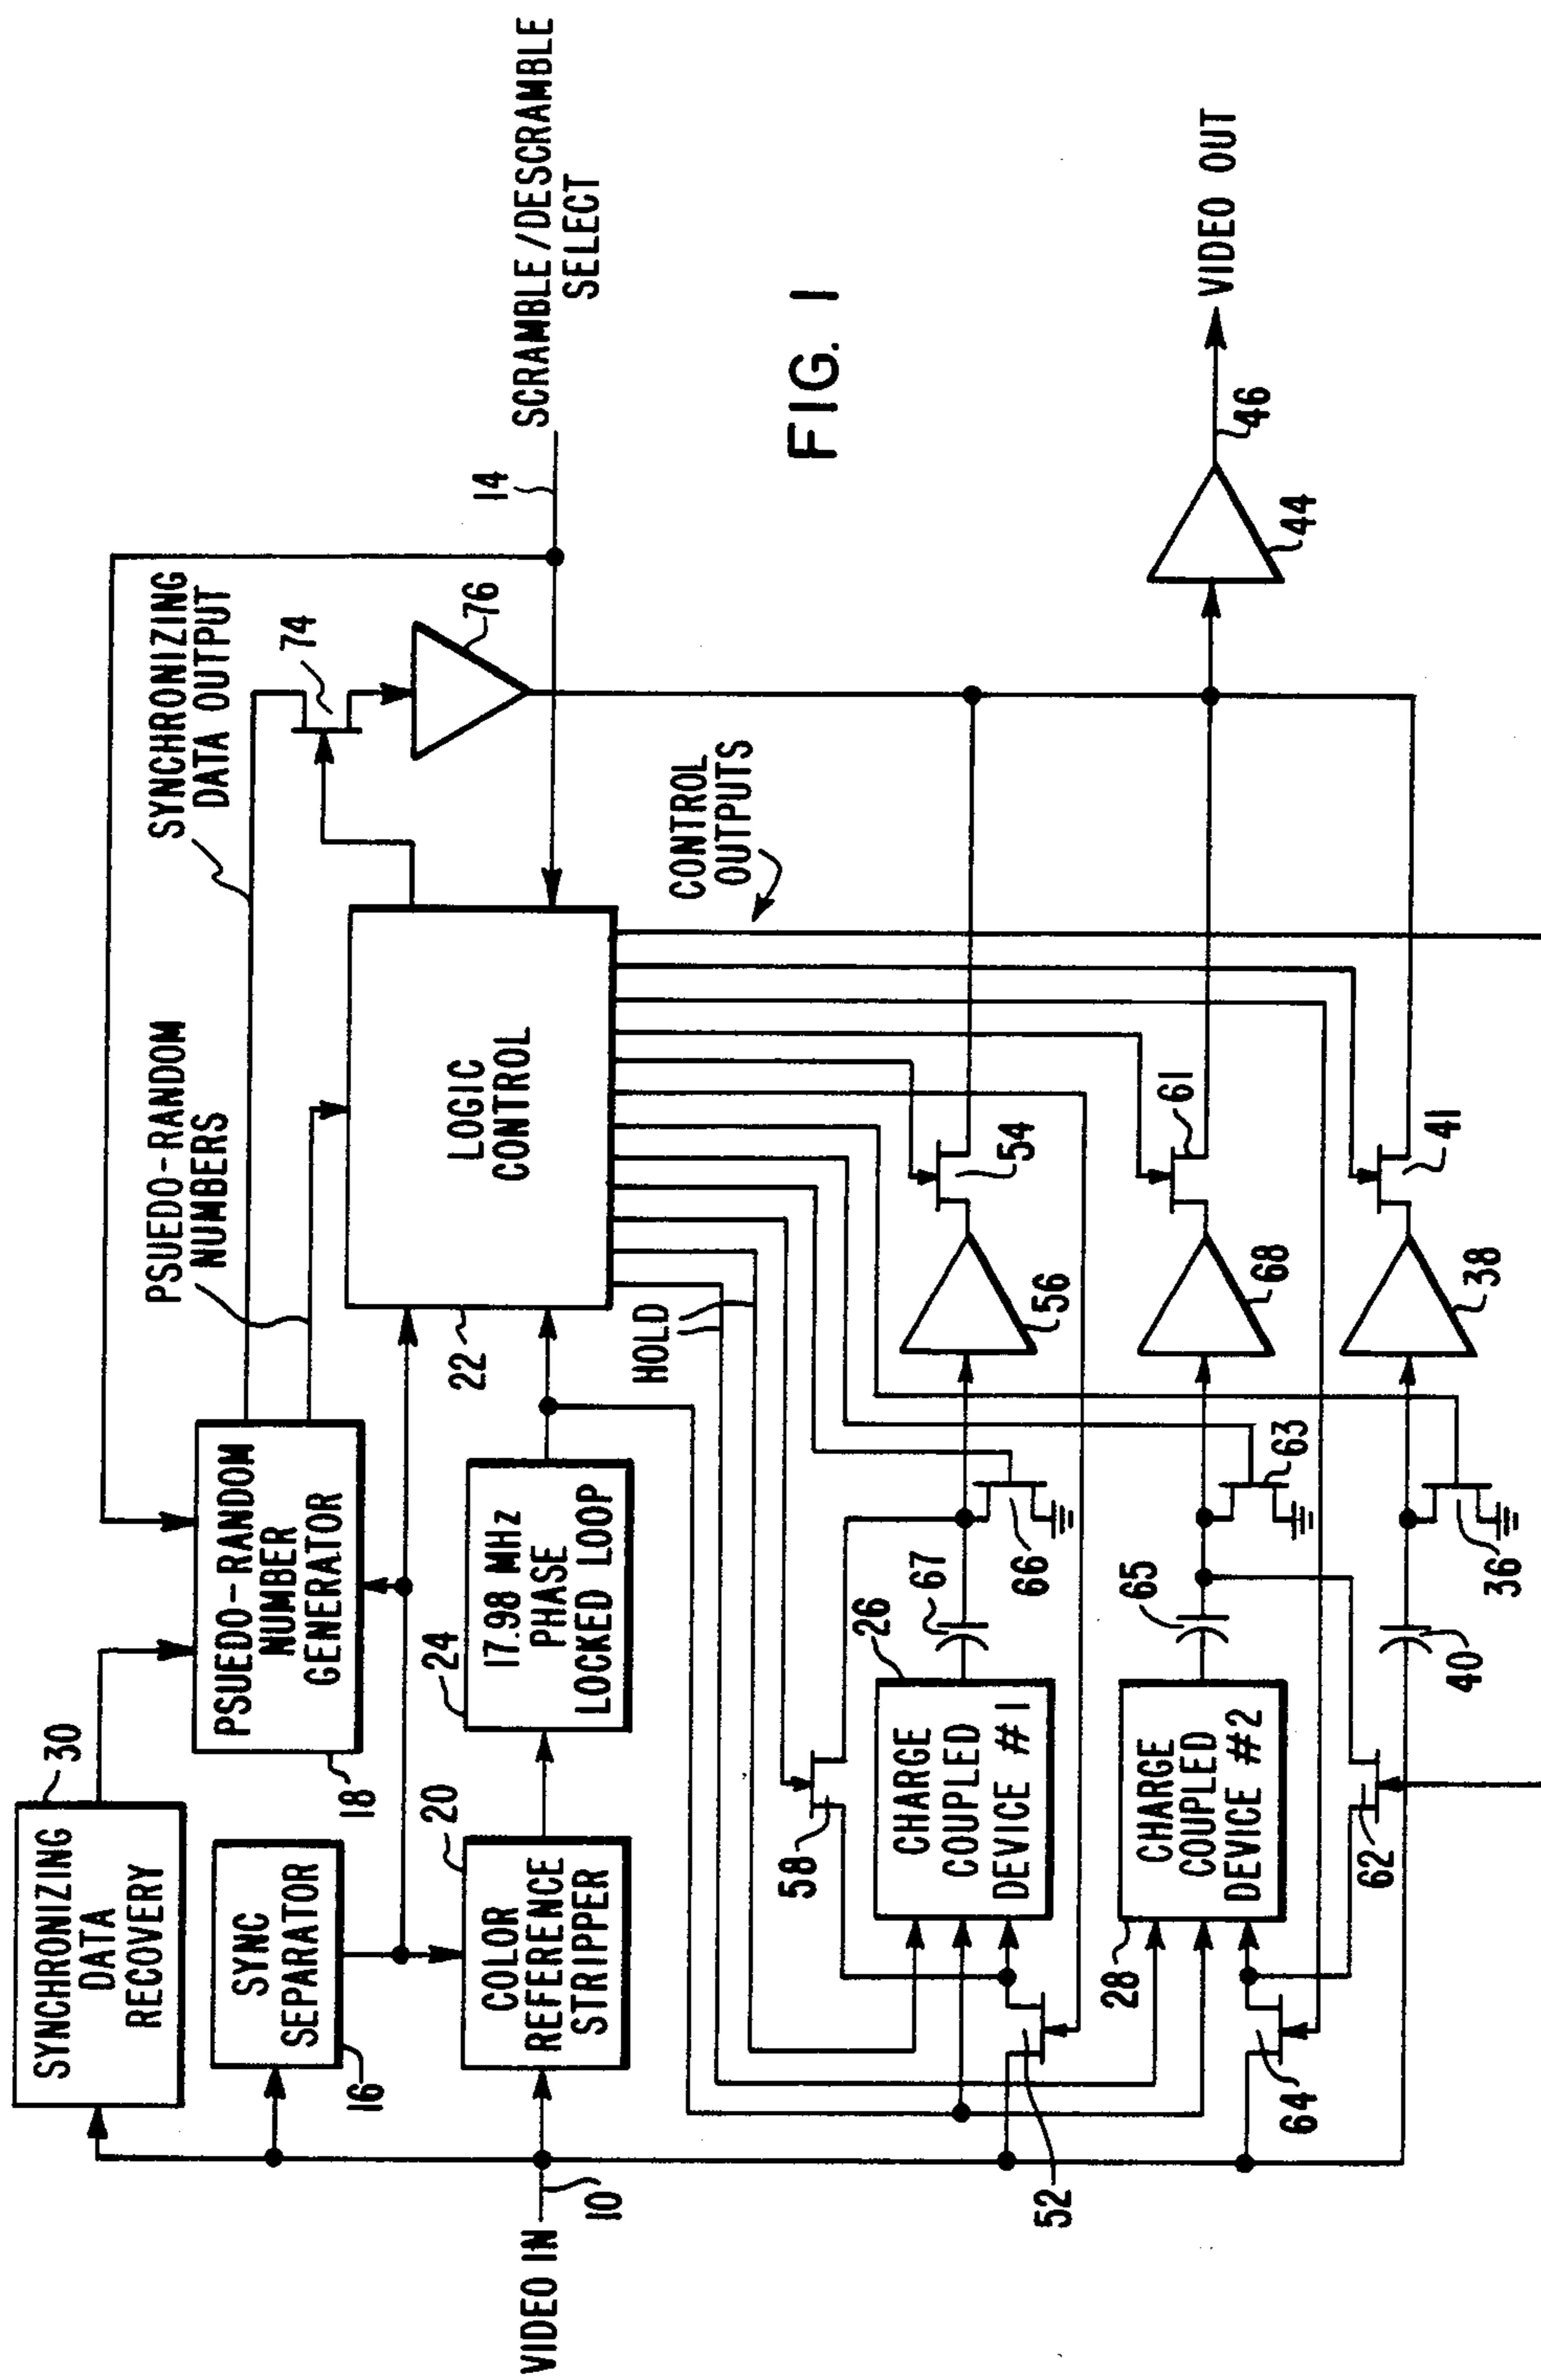 SYNCHRONIZING
DATA
RECOVERY
30
SYNC
SEPARATOR
16
PSUEDO-RANDOM
NUMBER
GENERATOR
18
PSUEDO-RANDOM
NUMBERS
SYNCHRONIZING
DATA OUTPUT
74
76
14
SCRAMBLE/DESCRAMBLE
SELECT
VIDEO IN
10
COLOR
REFERENCE
STRIPPER
20
17.98 MHz
PHASE
LOCKED LOOP
24
LOGIC
CONTROL
22
HOLD
CONTROL
OUTPUTS
FIG. 1
58
CHARGE
COUPLED
DEVICE #1
26
67
66
56
54
52
CHARGE
COUPLED
DEVICE #2
28
65
63
68
61
64
62
40
36
38
41
44
46
VIDEO OUT